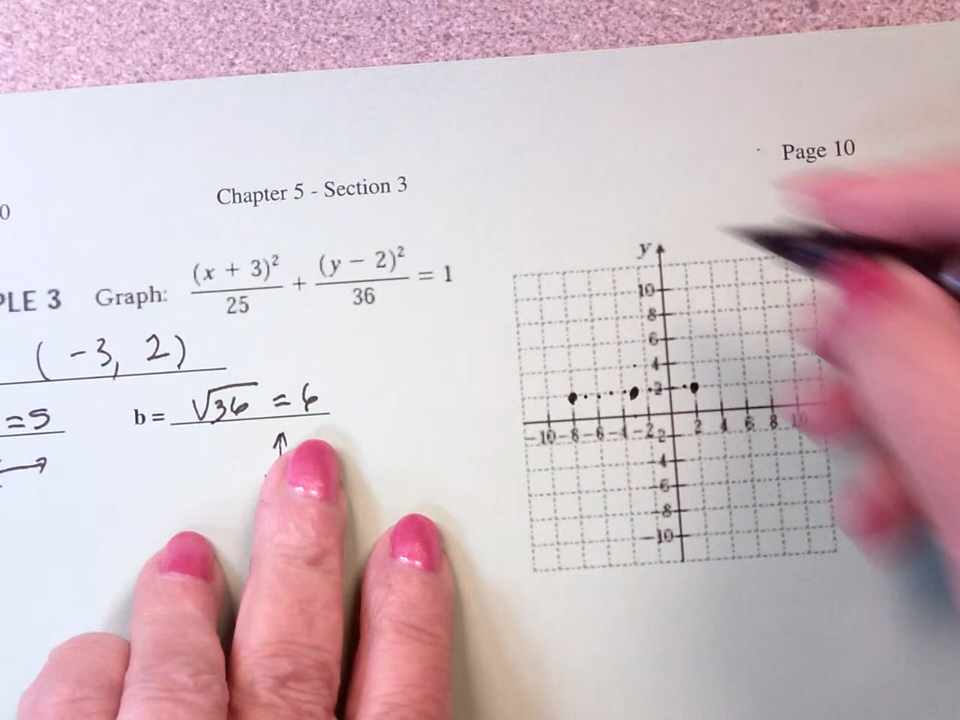 0
Page 10
Chapter 5 - Section 3
PLE 3 Graph: (x + 3)²/25 + (y − 2)²/36 = 1
(-3, 2)
=5 b = √36 = 6
y
10
8
6
4
2
-10 -8 -6 -4 -2 2 4 6 8 10
-2
-4
-6
-8
-10